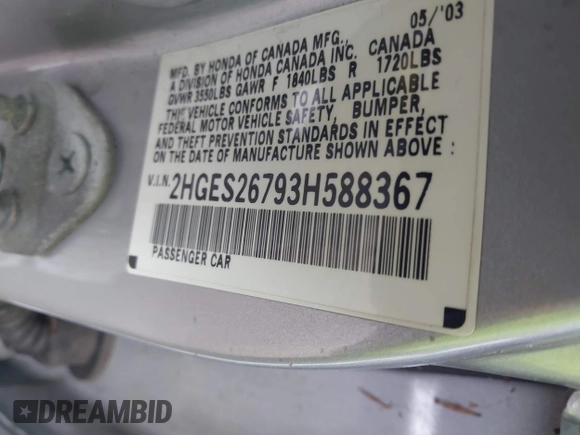 05/'03
MFD. BY HONDA OF CANADA MFG.,
A DIVISION OF HONDA CANADA INC. CANADA
GVWR 3550LBS GAWR F 1840LBS R 1720LBS
THIS VEHICLE CONFORMS TO ALL APPLICABLE
FEDERAL MOTOR VEHICLE SAFETY, BUMPER,
AND THEFT PREVENTION STANDARDS IN EFFECT
ON THE DATE OF MANUFACTURE SHOWN ABOVE :
V.I.N. 2HGES26793H588367
PASSENGER CAR
DREAMBID